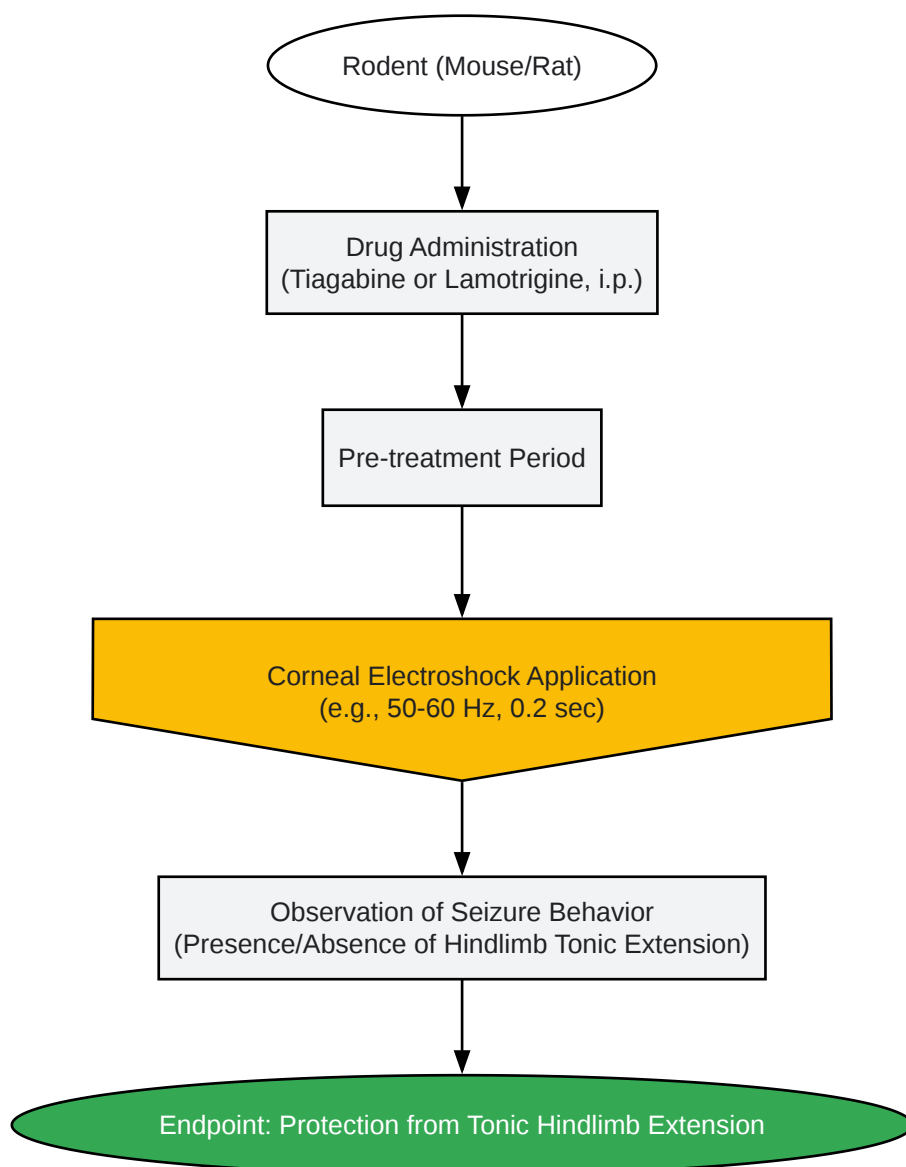 Rodent (Mouse/Rat)
Drug Administration
(Tiagabine or Lamotrigine, i.p.)
Pre-treatment Period
Corneal Electroshock Application
(e.g., 50-60 Hz, 0.2 sec)
Observation of Seizure Behavior
(Presence/Absence of Hindlimb Tonic Extension)
Endpoint: Protection from Tonic Hindlimb Extension